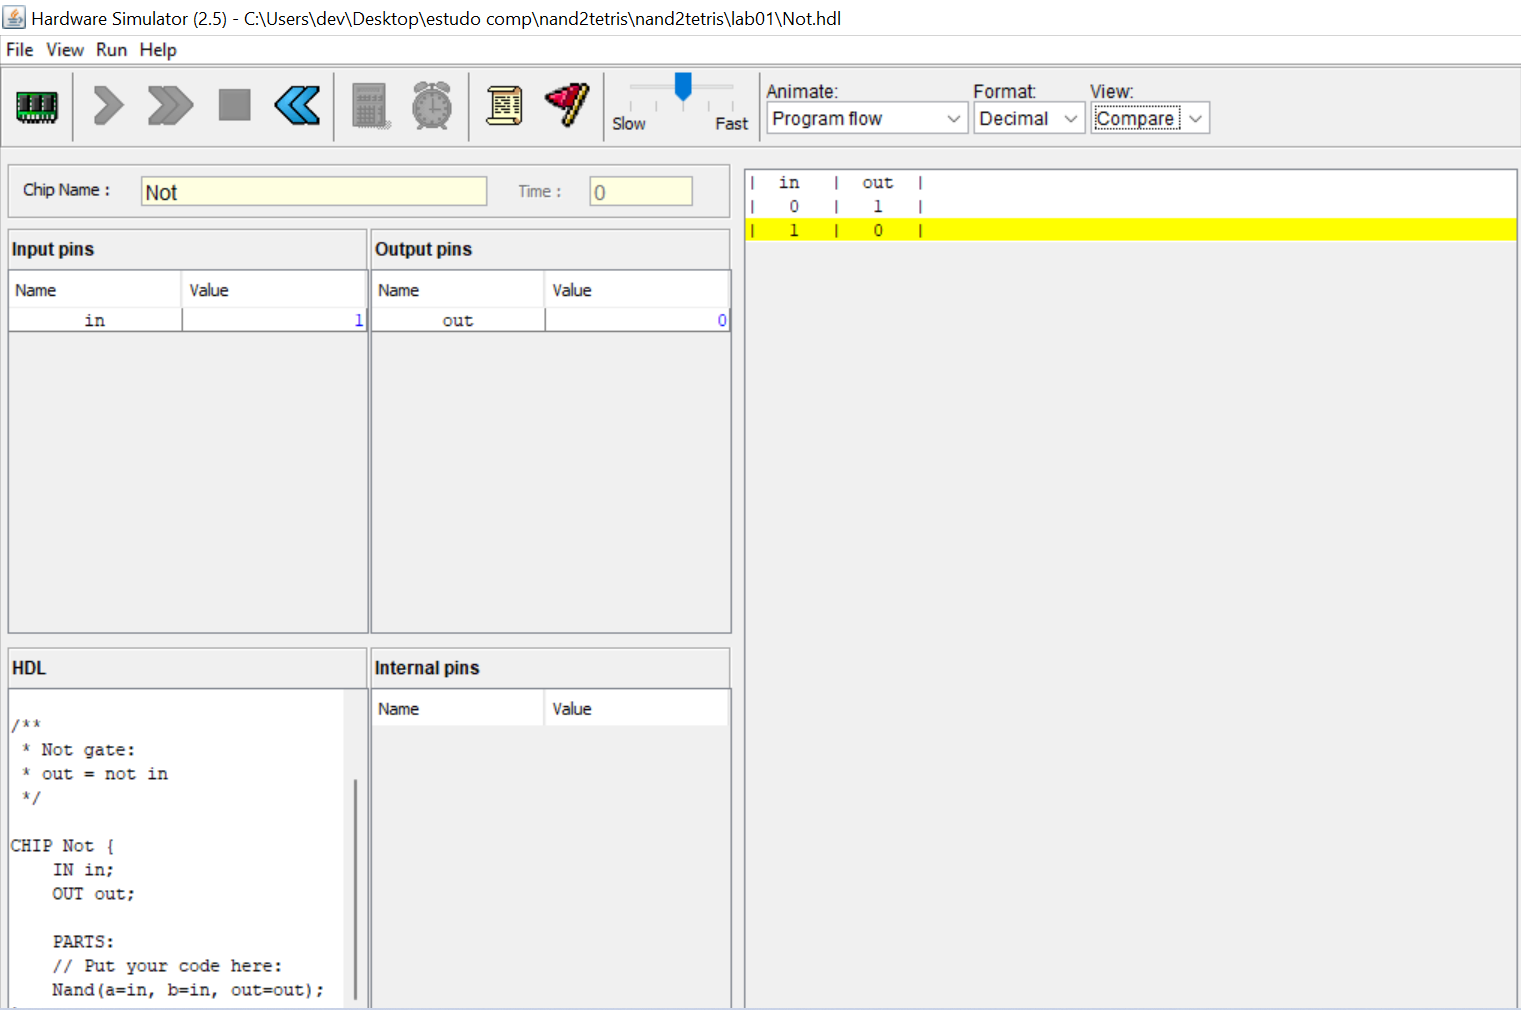 Hardware Simulator (2.5) - C:\Users\dev\Desktop\estudo comp\nand2tetris\nand2tetris\lab01\Not.hdl
File View Run Help
Slow Fast
Animate: Format: View:
Program flow Decimal Compare
Chip Name : Not Time : 0
Input pins
Name Value
in 1
Output pins
Name Value
out 0
HDL
/**
* Not gate:
* out = not in
*/
CHIP Not {
IN in;
OUT out;
PARTS:
// Put your code here:
Nand(a=in, b=in, out=out);
Internal pins
Name Value
| in | out |
| 0 | 1 |
| 1 | 0 |